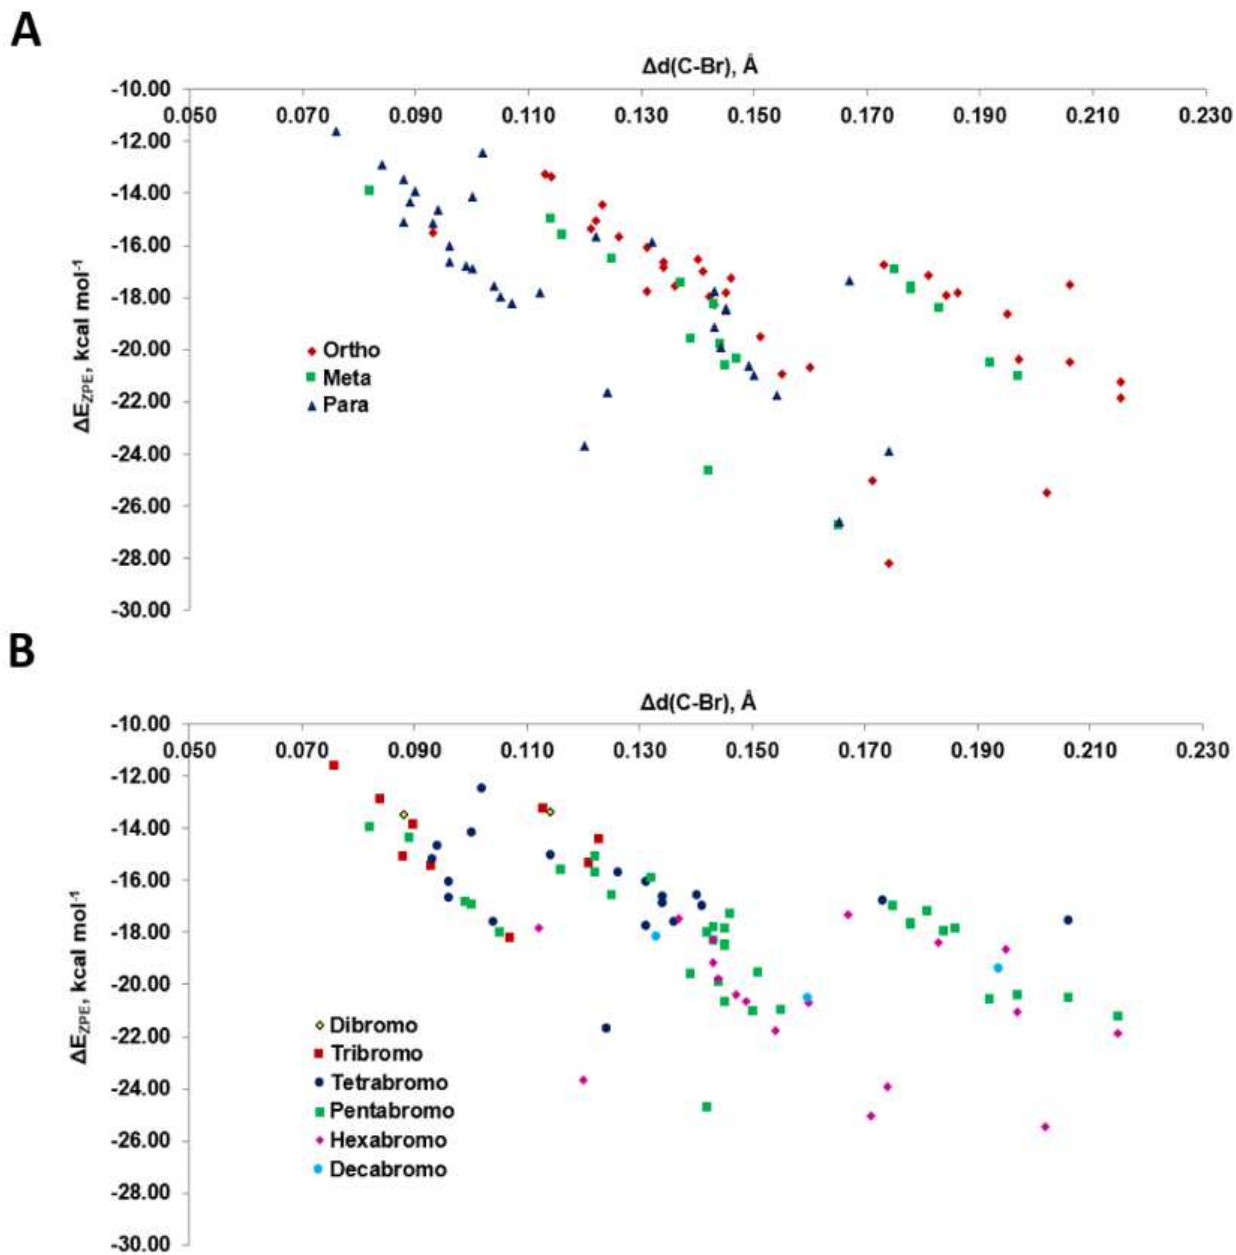 A
Δd(C-Br), Å
-10.00
0.050 0.070 0.090 0.110 0.130 0.150 0.170 0.190 0.210 0.230
-12.00
-14.00
-16.00
-18.00
-20.00
-22.00
-24.00
-26.00
-28.00
-30.00
ΔE_ZPE, kcal mol⁻¹
Ortho
Meta
Para
B
Δd(C-Br), Å
-10.00
0.050 0.070 0.090 0.110 0.130 0.150 0.170 0.190 0.210 0.230
-12.00
-14.00
-16.00
-18.00
-20.00
-22.00
-24.00
-26.00
-28.00
-30.00
ΔE_ZPE, kcal mol⁻¹
Dibromo
Tribromo
Tetrabromo
Pentabromo
Hexabromo
Decabromo